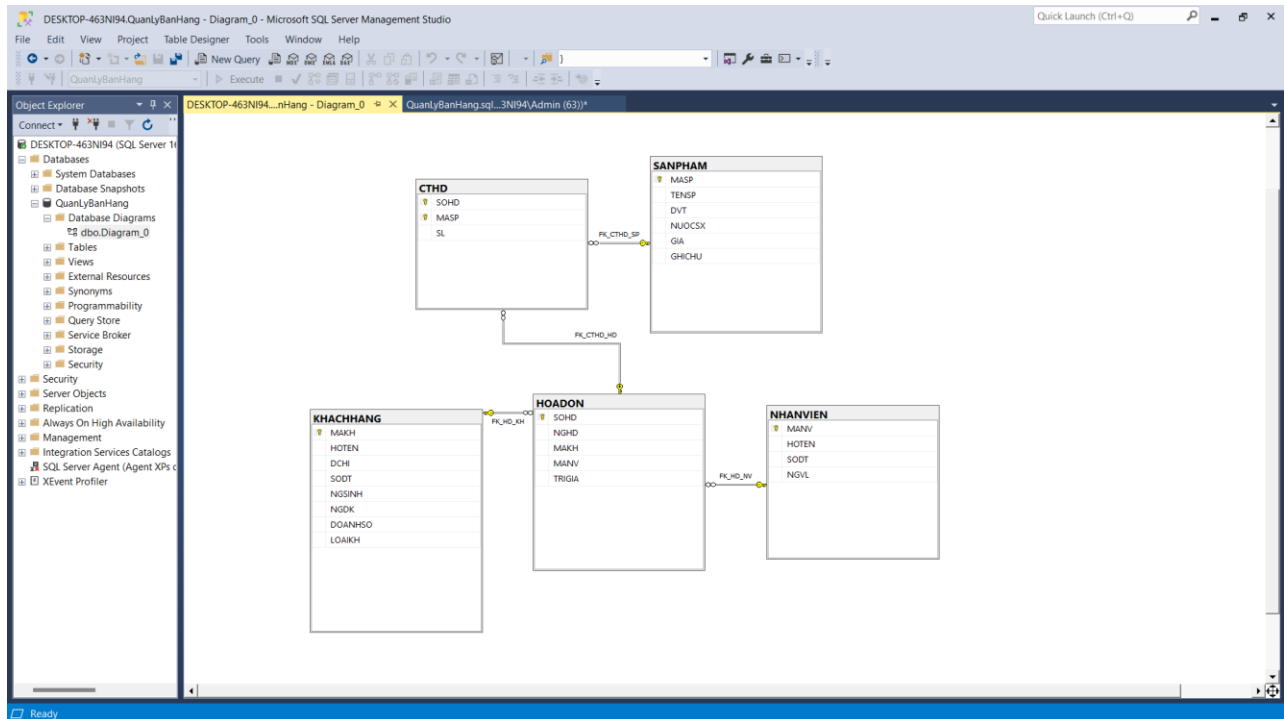 DESKTOP-463NI94.QuanLyBanHang - Diagram_0 - Microsoft SQL Server Management Studio
Quick Launch (Ctrl+Q)
File Edit View Project Table Designer Tools Window Help
New Query
MDX DMX XMLA DAX
}
QuanLyBanHang
Execute
Object Explorer
DESKTOP-463NI94....nHang - Diagram_0
QuanLyBanHang.sql...3NI94\Admin (63))*
Connect
DESKTOP-463NI94 (SQL Server 16
Databases
System Databases
Database Snapshots
QuanLyBanHang
Database Diagrams
dbo.Diagram_0
Tables
Views
External Resources
Synonyms
Programmability
Query Store
Service Broker
Storage
Security
Security
Server Objects
Replication
Always On High Availability
Management
Integration Services Catalogs
SQL Server Agent (Agent XPs d
XEvent Profiler
CTHD
SOHD
MASP
SL
FK_CTHD_SP
SANPHAM
MASP
TENSP
DVT
NUOCSX
GIA
GHICHU
FK_CTHD_HD
KHACHHANG
MAKH
HOTEN
DCHI
SODT
NGSINH
NGDK
DOANHSO
LOAIKH
FK_HD_KH
HOADON
SOHD
NGHD
MAKH
MANV
TRIGIA
FK_HD_NV
NHANVIEN
MANV
HOTEN
SODT
NGVL
Ready